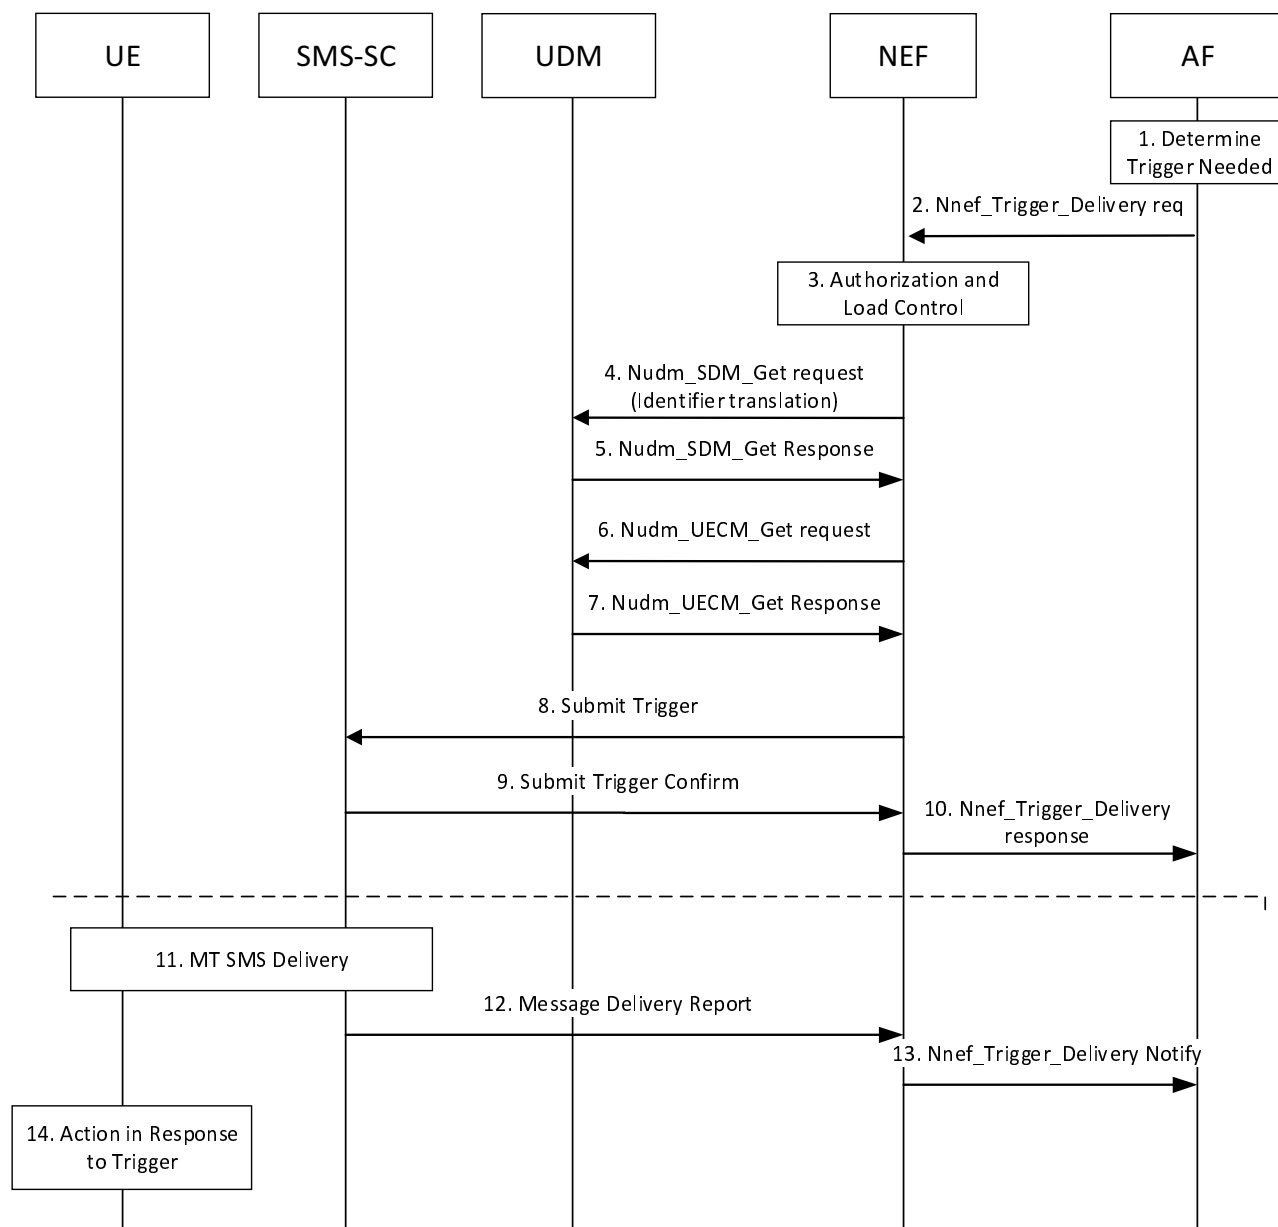 UE
SMS-SC
UDM
NEF
AF
1. Determine
Trigger Needed
2. Nnef_Trigger_Delivery req
3. Authorization and
Load Control
4. Nudm_SDM_Get request
(Identifier translation)
5. Nudm_SDM_Get Response
6. Nudm_UECM_Get request
7. Nudm_UECM_Get Response
8. Submit Trigger
9. Submit Trigger Confirm
10. Nnef_Trigger_Delivery
response
11. MT SMS Delivery
12. Message Delivery Report
13. Nnef_Trigger_Delivery Notify
14. Action in Response
to Trigger